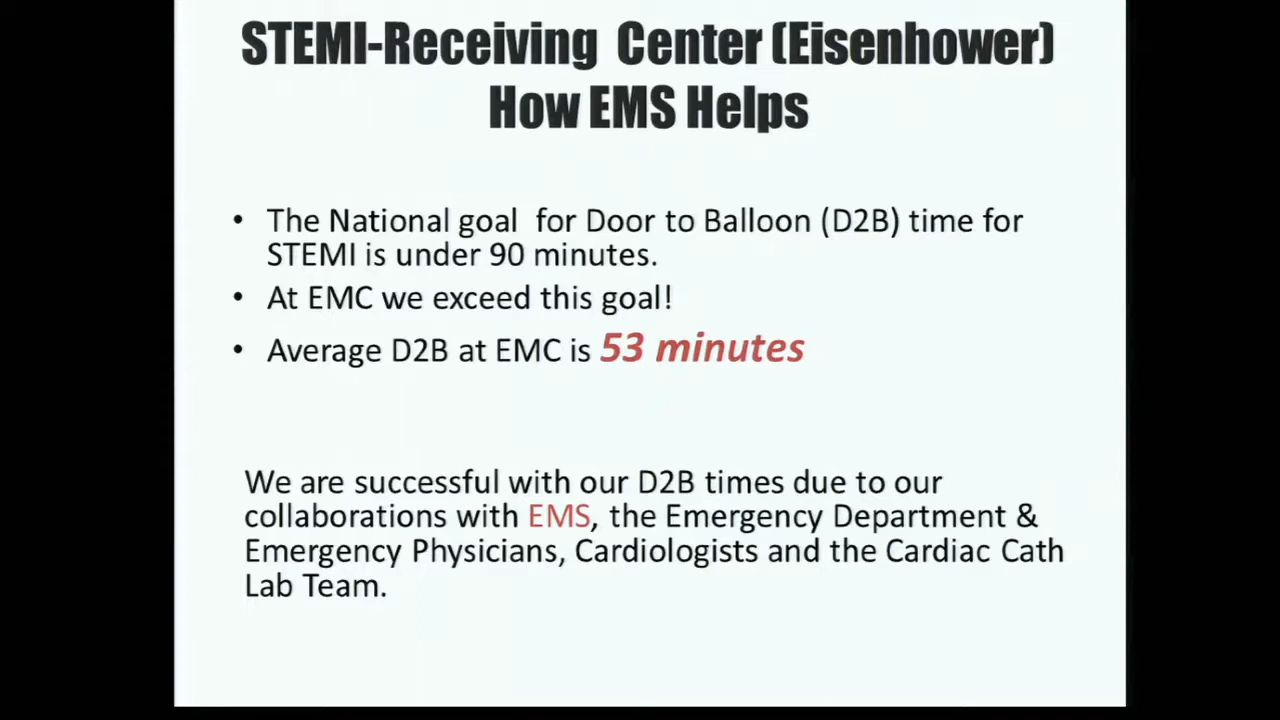 STEMI-Receiving Center (Eisenhower)
How EMS Helps
• The National goal for Door to Balloon (D2B) time for
STEMI is under 90 minutes.
• At EMC we exceed this goal!
• Average D2B at EMC is 53 minutes
We are successful with our D2B times due to our
collaborations with EMS, the Emergency Department &
Emergency Physicians, Cardiologists and the Cardiac Cath
Lab Team.